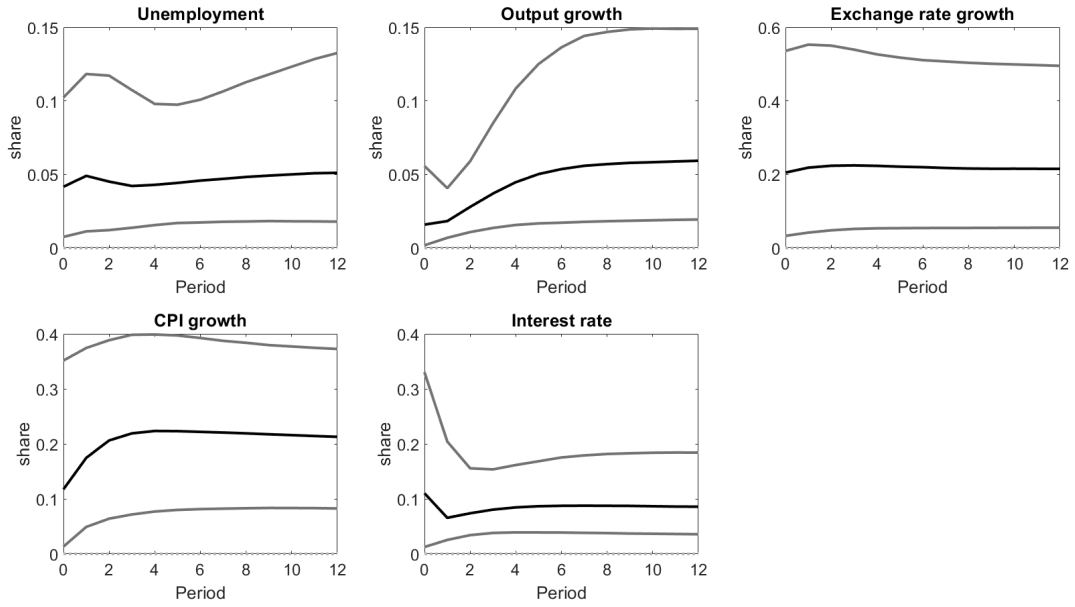 Unemployment
0.15
0.1
0.05
0
share
0 2 4 6 8 10 12
Period
Output growth
0.15
0.1
0.05
0
share
0 2 4 6 8 10 12
Period
Exchange rate growth
0.6
0.4
0.2
0
share
0 2 4 6 8 10 12
Period
CPI growth
0.4
0.3
0.2
0.1
0
share
0 2 4 6 8 10 12
Period
Interest rate
0.4
0.3
0.2
0.1
0
share
0 2 4 6 8 10 12
Period